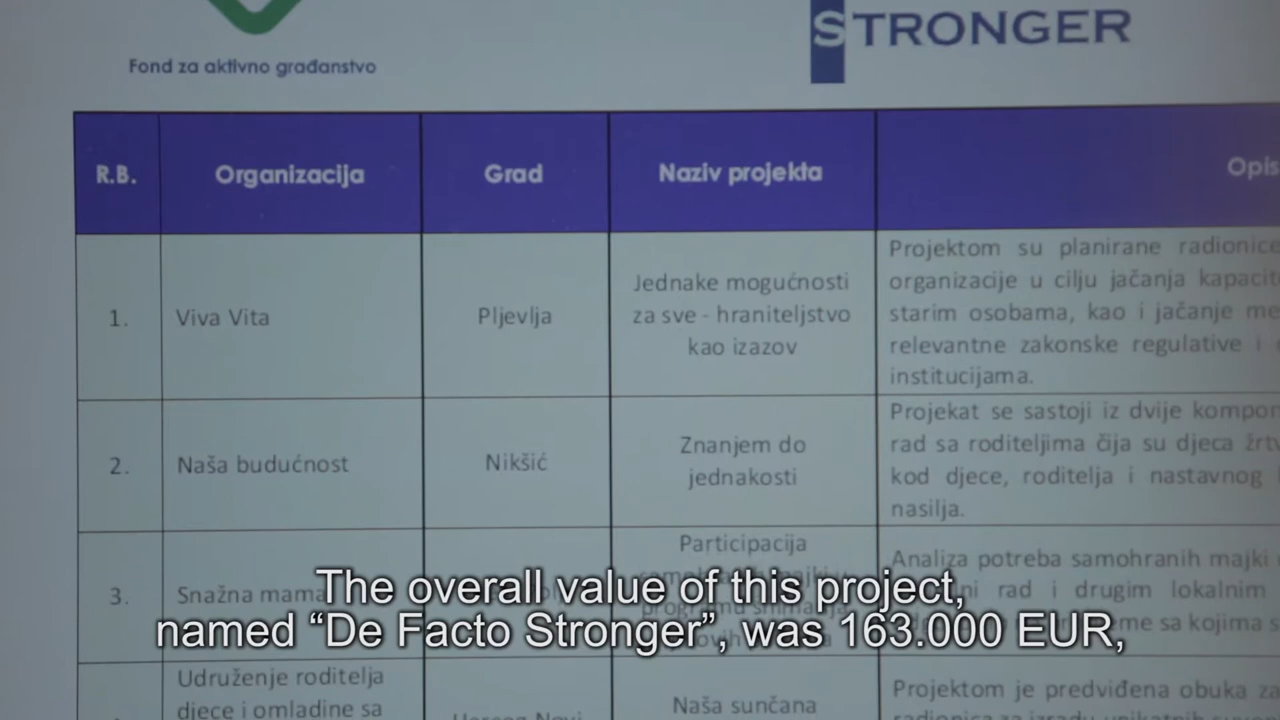 STRONGER
Fond za aktivno građanstvo
R.B.
Organizacija
Grad
Naziv projekta
Opis
1.
Viva Vita
Pljevlja
Jednake mogućnosti
za sve - hraniteljstvo
kao izazov
Projektom su planirane radionice
organizacije u cilju jačanja
starim osobama, kao i jačanje
relevantne zakonske regulative i
institucijama.
2.
Naša budućnost
Nikšić
Znanjem do
jednakosti
Projekat se sastoji iz dvije
rad sa roditeljima čija su djeca
kod djece, roditelja i nastavnog
nasilja.
3.
Snažna mama
Participacija
Analiza potreba samohranih majki
rad i drugim lokalnim
sa kojima
Udruženje roditelja
djece i omladine sa
Herceg Novi
Naša sunčana
Projektom je predviđena obuka za
The overall value of this project,
named “De Facto Stronger”, was 163.000 EUR,